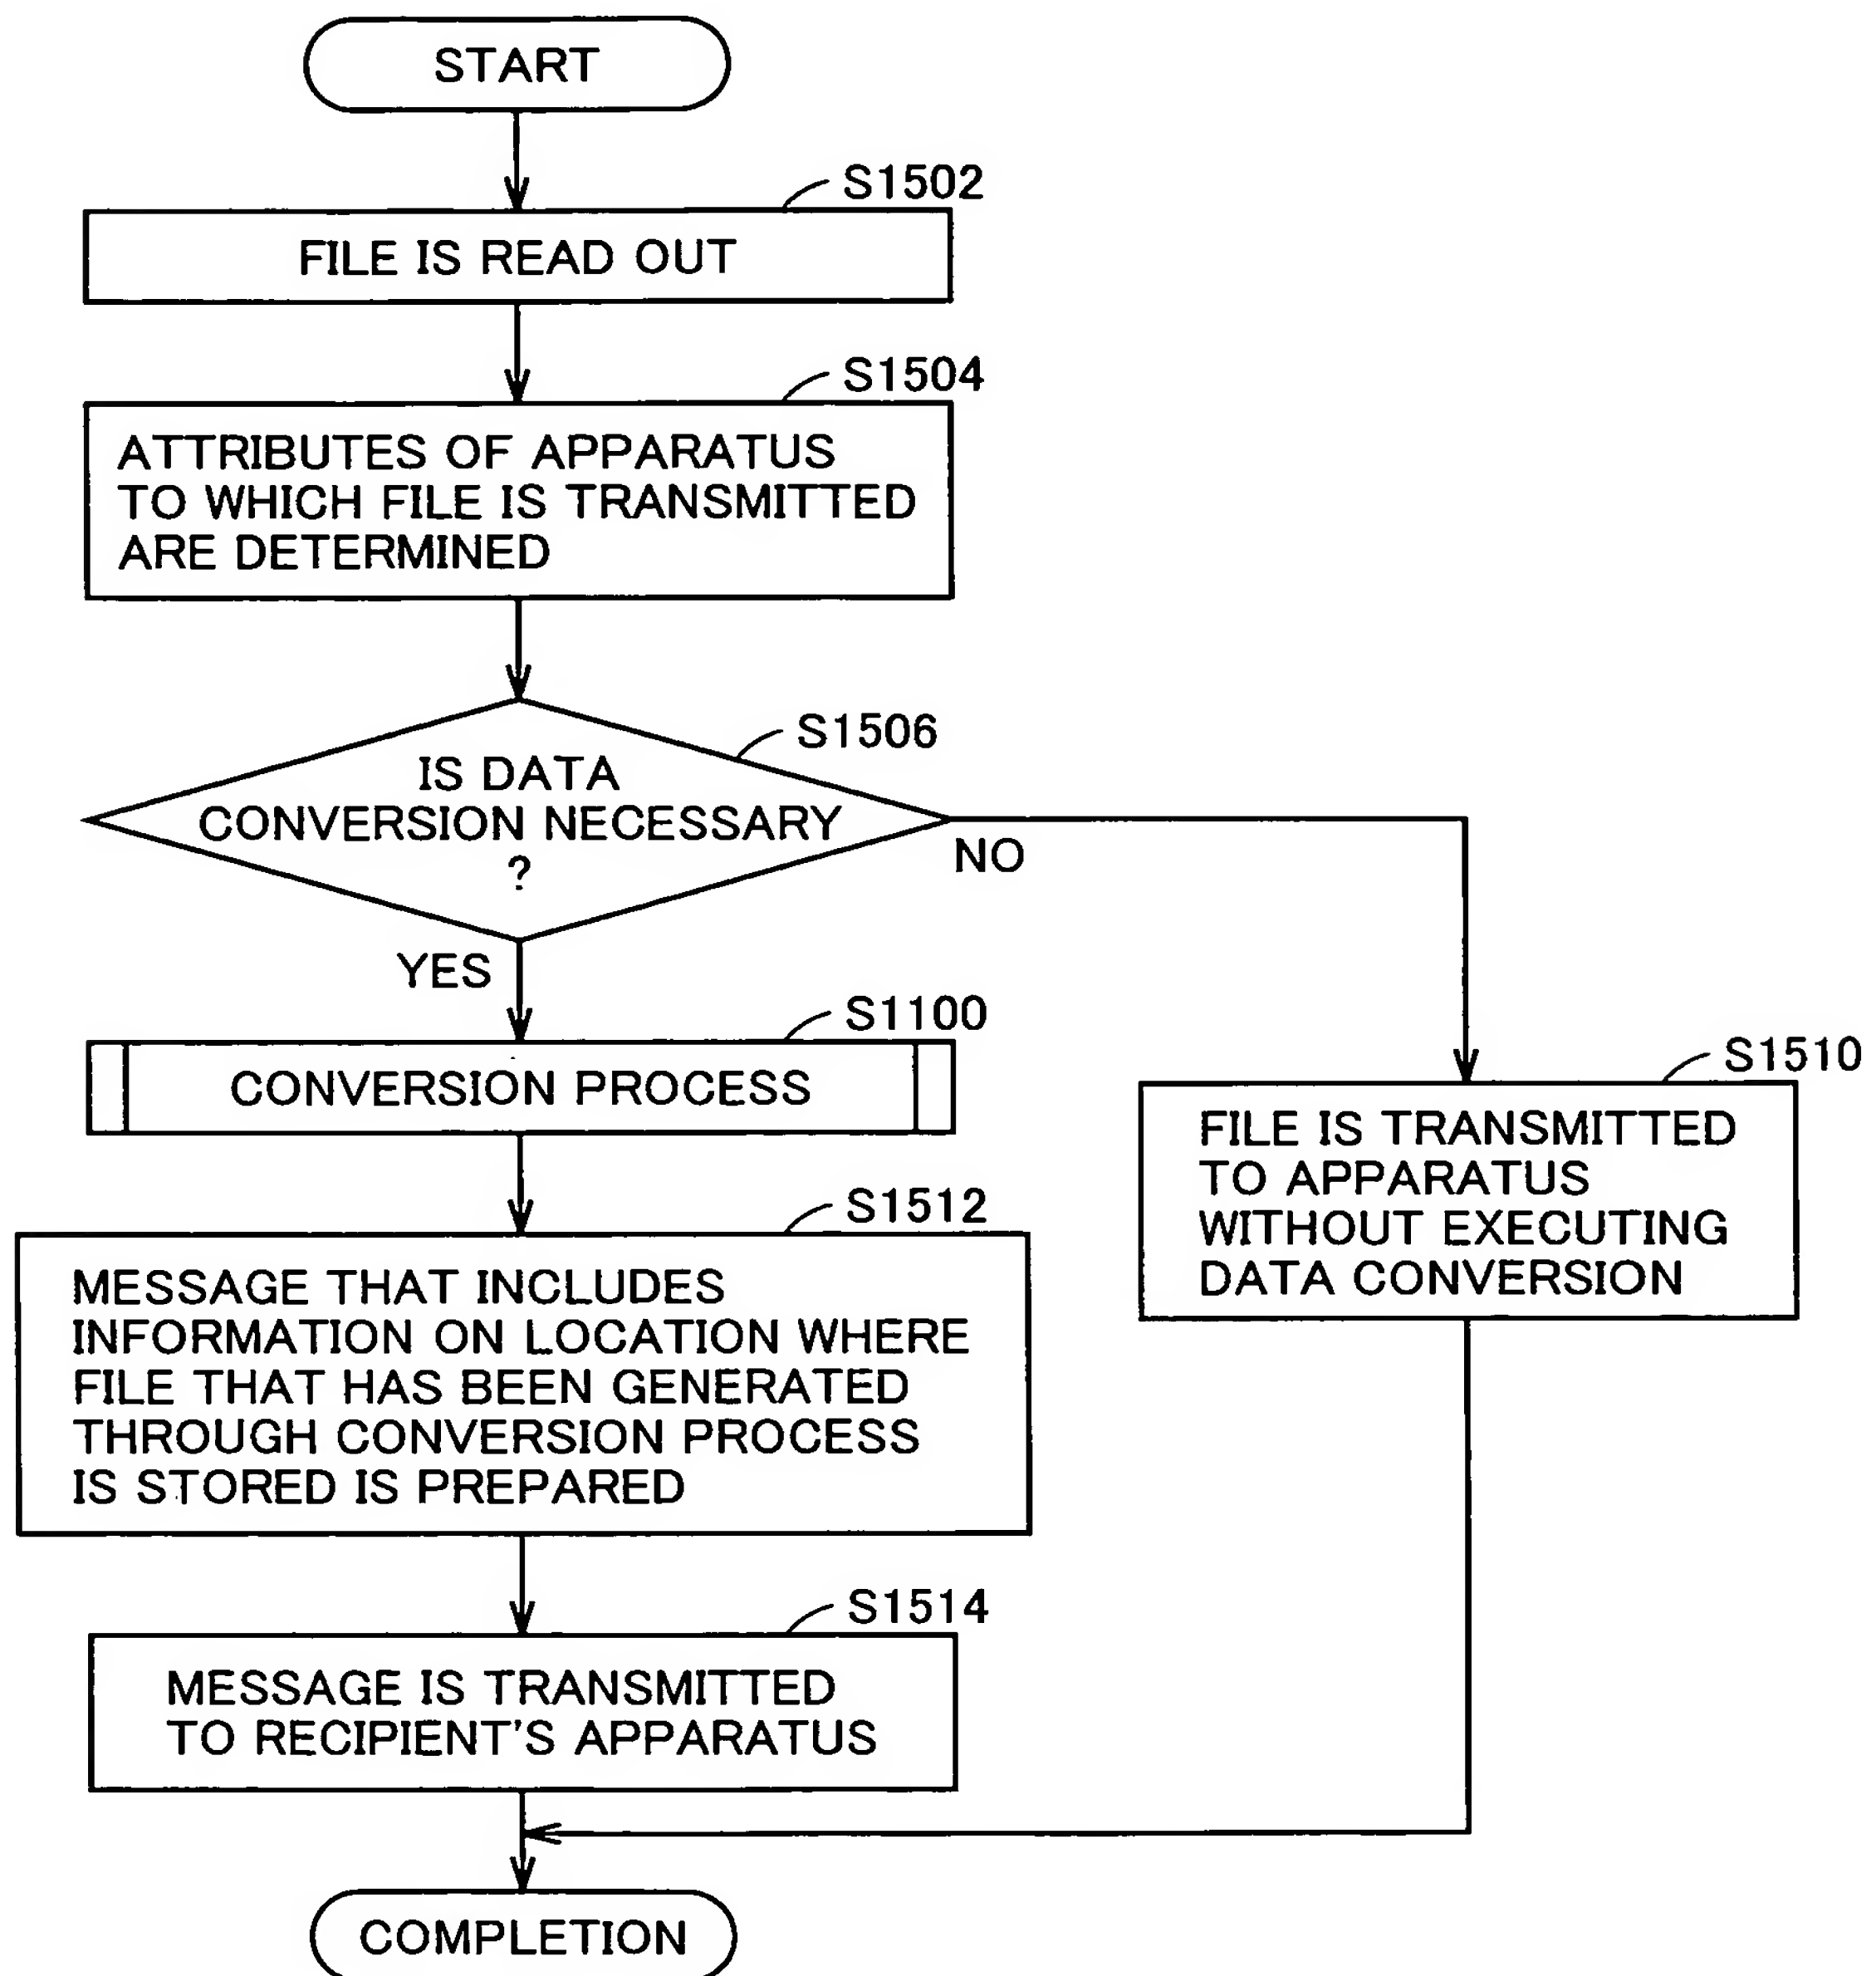 START
S1502
FILE IS READ OUT
S1504
ATTRIBUTES OF APPARATUS
TO WHICH FILE IS TRANSMITTED
ARE DETERMINED
S1506
IS DATA
CONVERSION NECESSARY
?
NO
YES
S1100
CONVERSION PROCESS
S1510
FILE IS TRANSMITTED
TO APPARATUS
WITHOUT EXECUTING
DATA CONVERSION
S1512
MESSAGE THAT INCLUDES
INFORMATION ON LOCATION WHERE
FILE THAT HAS BEEN GENERATED
THROUGH CONVERSION PROCESS
IS STORED IS PREPARED
S1514
MESSAGE IS TRANSMITTED
TO RECIPIENT'S APPARATUS
COMPLETION